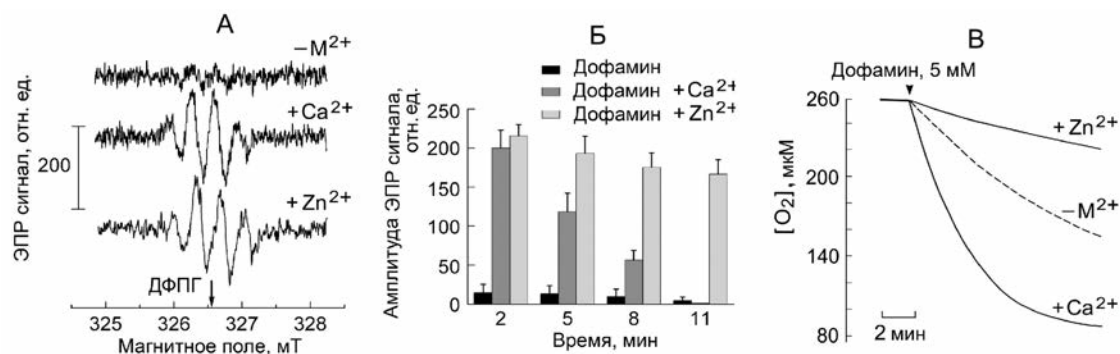 А
−M2+
+Ca2+
+Zn2+
200
ЭПР сигнал, отн. ед.
ДФПГ
325 326 327 328
Магнитное поле, мТ
Б
Дофамин
Дофамин +Ca2+
Дофамин +Zn2+
Амплитуда ЭПР сигнала,
отн. ед.
250
200
150
100
50
0
2 5 8 11
Время, мин
В
Дофамин, 5 мМ
260
200
140
80
[O2], мкМ
+Zn2+
−M2+
+Ca2+
2 мин